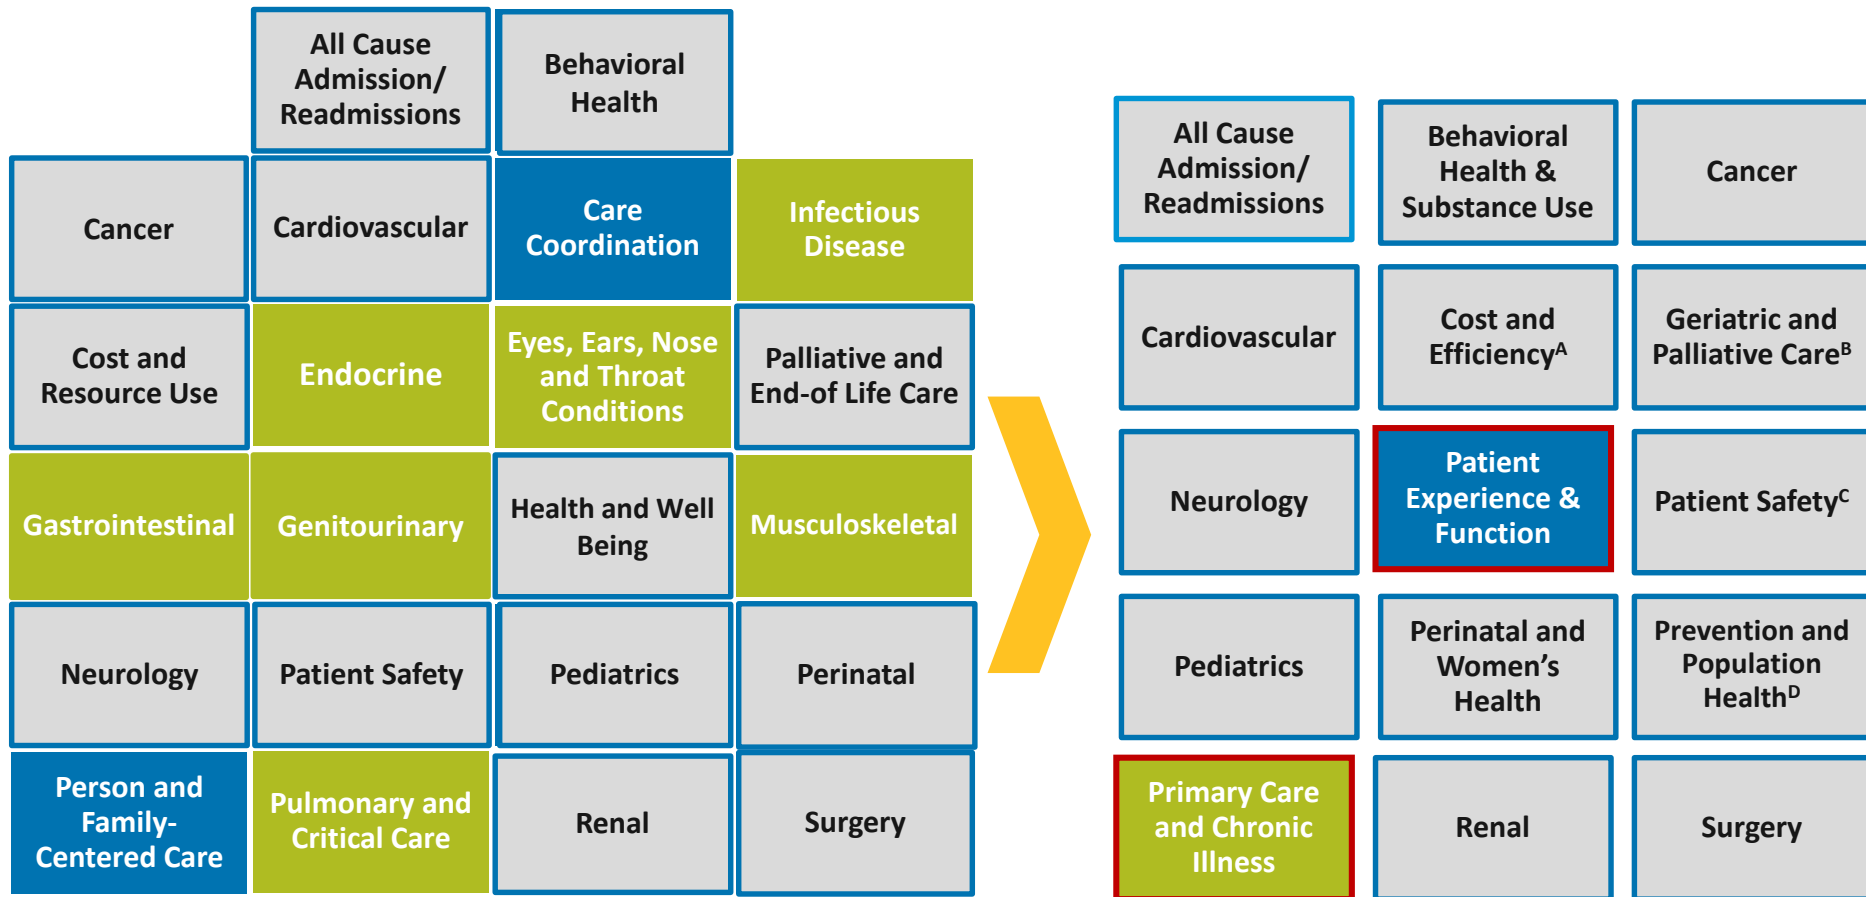 All Cause
Admission/
Readmissions
Behavioral
Health
Cancer
Cardiovascular
Care
Coordination
Infectious
Disease
Cost and
Resource Use
Endocrine
Eyes, Ears, Nose
and Throat
Conditions
Palliative and
End-of Life Care
Gastrointestinal
Genitourinary
Health and Well
Being
Musculoskeletal
Neurology
Patient Safety
Pediatrics
Perinatal
Person and
Family-
Centered Care
Pulmonary and
Critical Care
Renal
Surgery
All Cause
Admission/
Readmissions
Behavioral
Health &
Substance Use
Cancer
Cardiovascular
Cost and
Efficiencyᴬ
Geriatric and
Palliative Careᴮ
Neurology
Patient
Experience &
Function
Patient Safetyᶜ
Pediatrics
Perinatal and
Women’s
Health
Prevention and
Population
Healthᴰ
Primary Care
and Chronic
Illness
Renal
Surgery